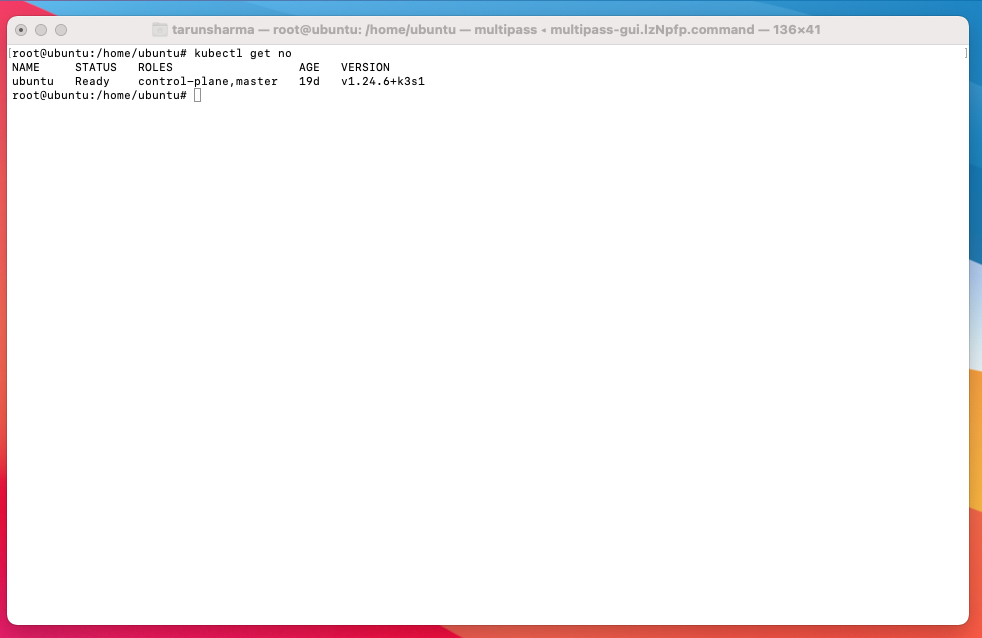 tarunsharma — root@ubuntu: /home/ubuntu — multipass ◂ multipass-gui.lzNpfp.command — 136×41
[root@ubuntu:/home/ubuntu# kubectl get no ]
NAME     STATUS   ROLES                  AGE   VERSION
ubuntu   Ready    control-plane,master   19d   v1.24.6+k3s1
root@ubuntu:/home/ubuntu#